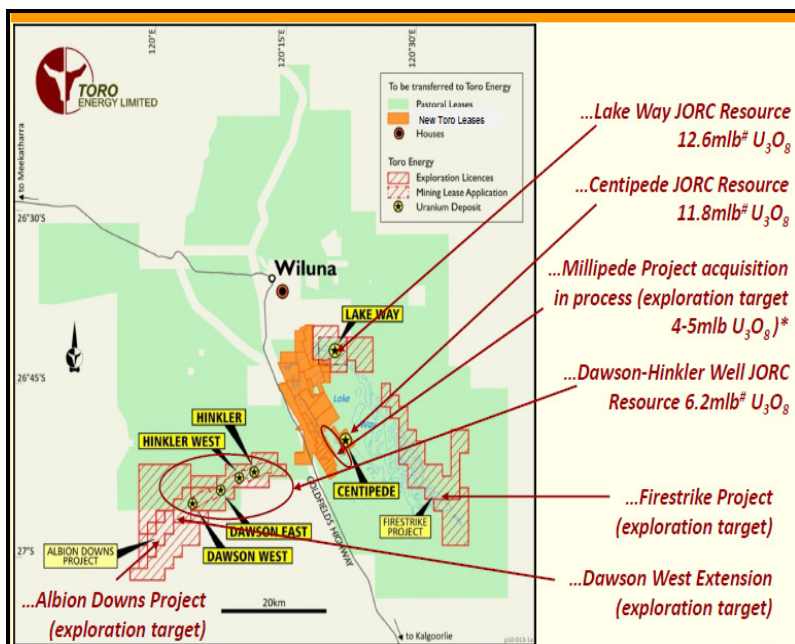 120°E
120°15'E
120°30'E
TORO
ENERGY LIMITED
to Meekatharra
26°30'S
26°45'S
27°S
To be transferred to Toro Energy
Pastoral Leases
New Toro Leases
Houses
Toro Energy
Exploration Licences
Mining Lease Application
Uranium Deposit
Wiluna
LAKE WAY
Lake
Way
HINKLER
HINKLER WEST
CENTIPEDE
DAWSON EAST
DAWSON WEST
GOLDFIELDS HIGHWAY
FIRESTRIKE
PROJECT
ALBION DOWNS
PROJECT
20km
to Kalgoorlie
...Lake Way JORC Resource
12.6mlb# U3O8
...Centipede JORC Resource
11.8mlb# U3O8
...Millipede Project acquisition
in process (exploration target
4-5mlb U3O8)*
...Dawson-Hinkler Well JORC
Resource 6.2mlb# U3O8
...Firestrike Project
(exploration target)
...Dawson West Extension
(exploration target)
...Albion Downs Project
(exploration target)